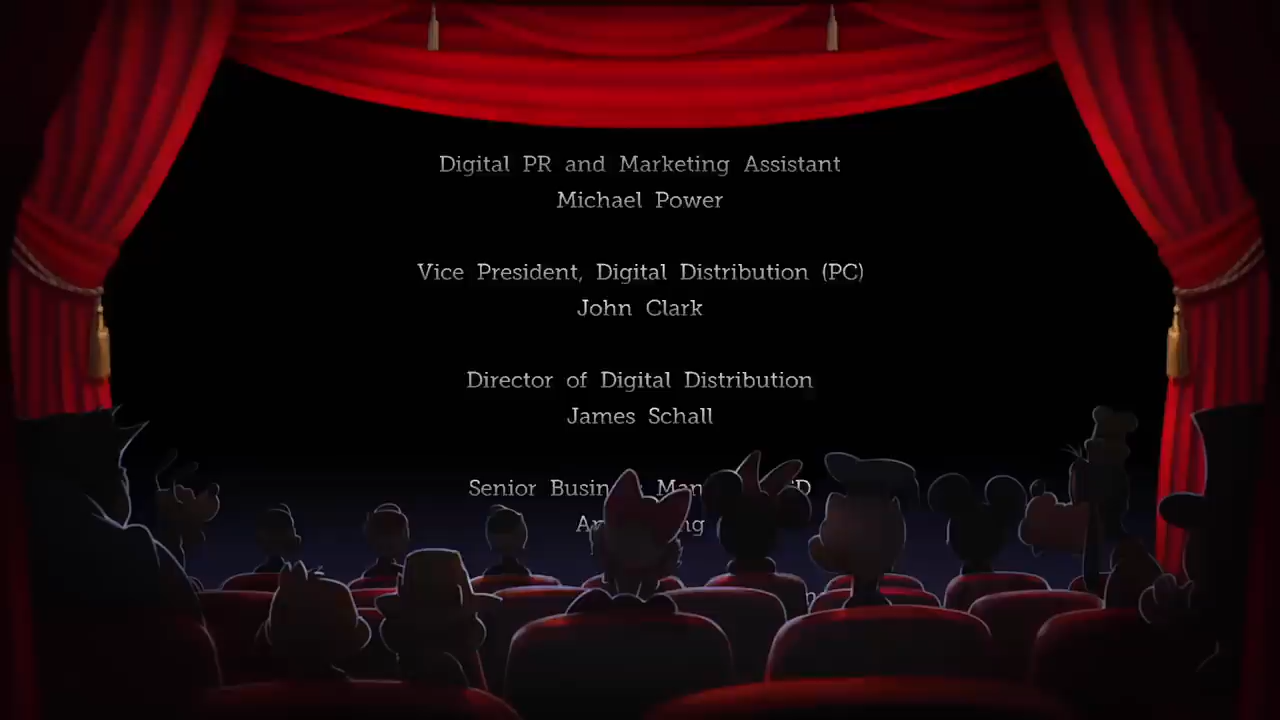 Digital PR and Marketing Assistant
Michael Power
Vice President, Digital Distribution (PC)
John Clark
Director of Digital Distribution
James Schall
Senior